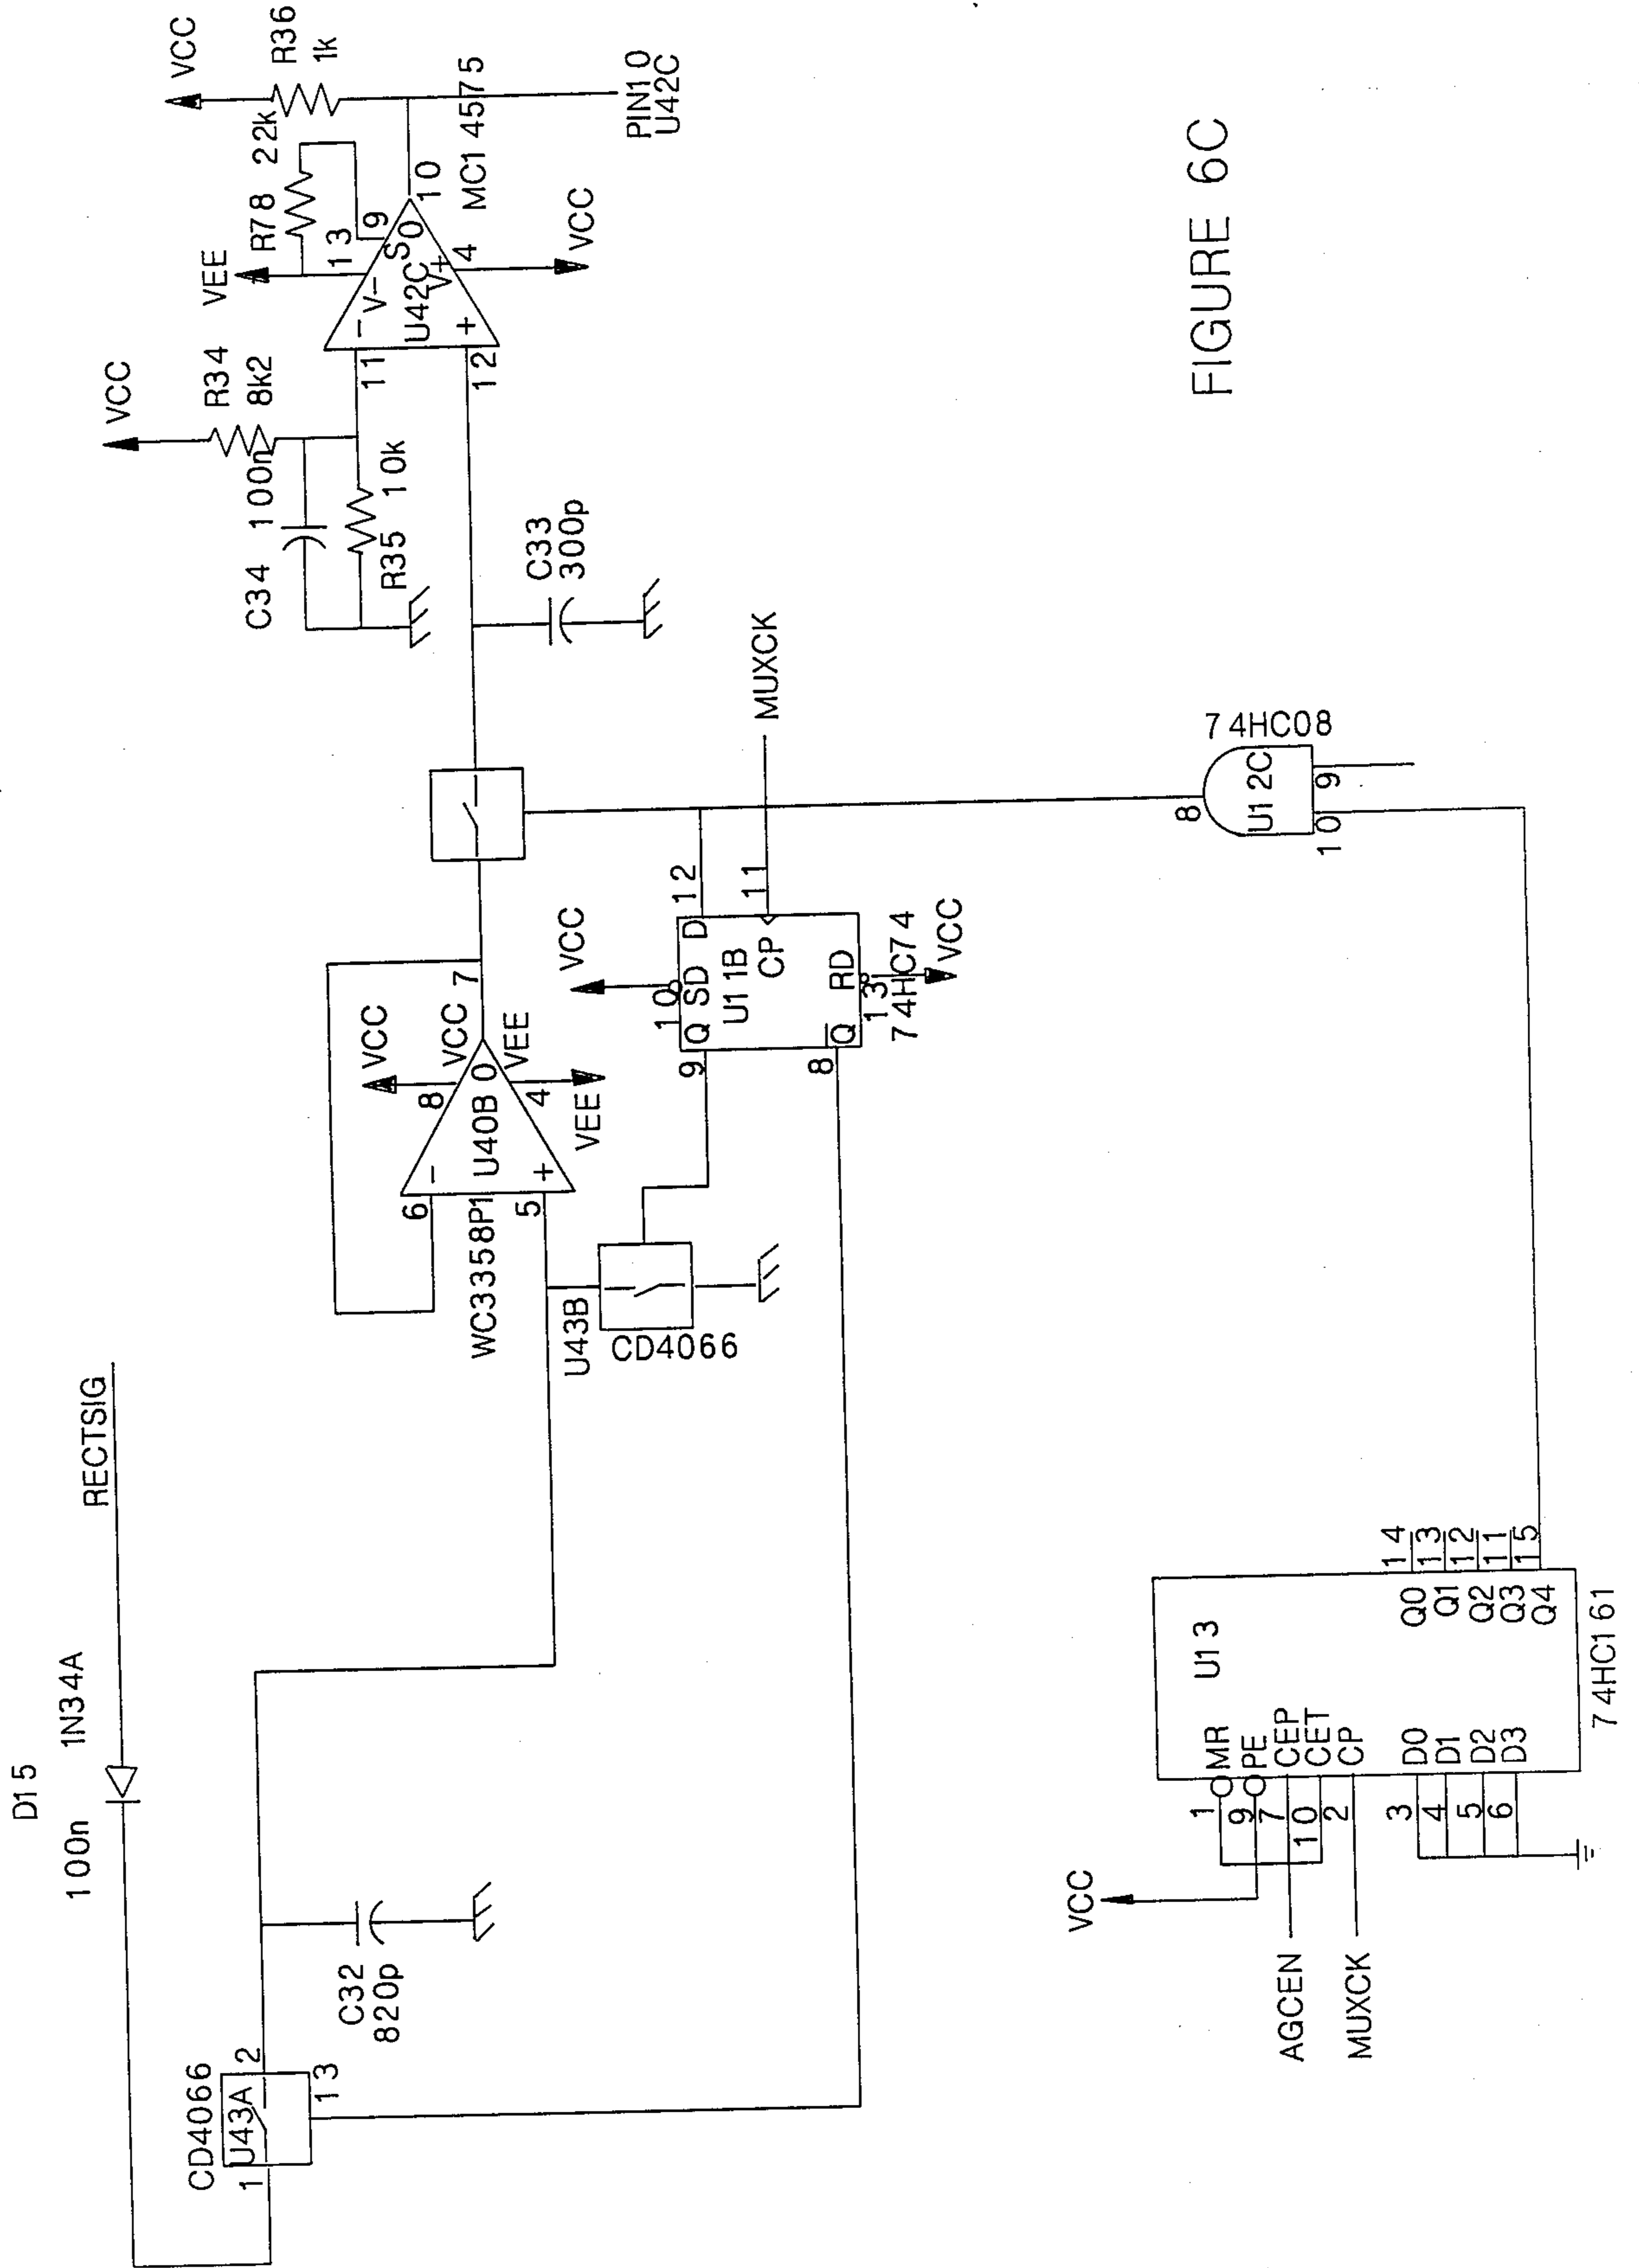 D15
100n 1N34A
RECTSIG
CD4066
U43A
1
2
13
C32
820p
VCC
VCC
8
6
U40B
O
7
WC3358P1
5
4
VEE
VEE
U43B
CD4066
VCC
10
Q SD D
9
12
U11B
CP
11
MUXCK
Q RD
8
13
74HC74
VCC
C34 100n
VCC
R34
8k2
R35 10k
C33
300p
VEE
R78 22k
13
9
11
V-
S
U42C
O
V+
12
4
10
MC14575
VCC
VCC
R36
1k
PIN10
U42C
VCC
AGCEN
MUXCK
1
9
7
10
2
3
4
5
6
MR
PE
CEP
CET
CP
D0
D1
D2
D3
U13
Q0
Q1
Q2
Q3
Q4
14
13
12
11
15
74HC161
8
U12C
10
9
74HC08
FIGURE 6C